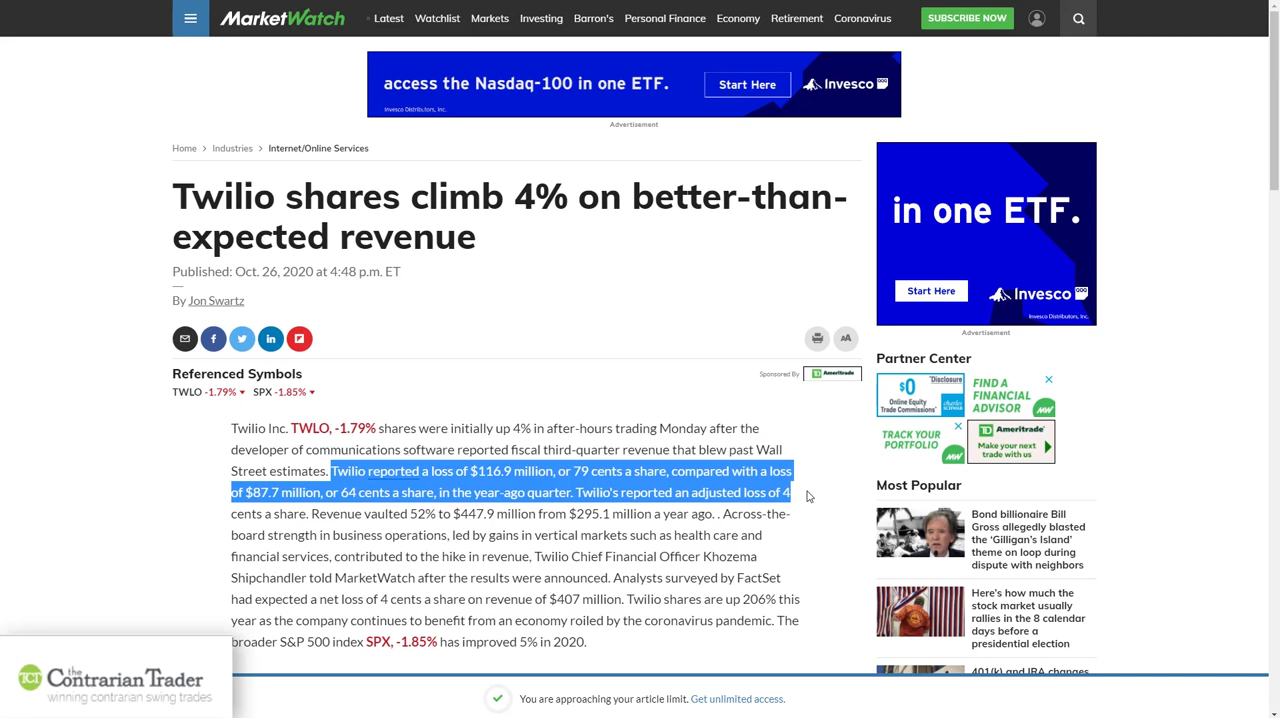 MarketWatch
Latest Watchlist Markets Investing Barron's Personal Finance Economy Retirement Coronavirus
SUBSCRIBE NOW
access the Nasdaq-100 in one ETF.
Start Here
Invesco
QQQ
Invesco Distributors, Inc.
Advertisement
Home > Industries > Internet/Online Services
Twilio shares climb 4% on better-than-
expected revenue
Published: Oct. 26, 2020 at 4:48 p.m. ET
By Jon Swartz
AA
Referenced Symbols
Sponsored By TD Ameritrade
TWLO -1.79% SPX -1.85%
Twilio Inc. TWLO, -1.79% shares were initially up 4% in after-hours trading Monday after the
developer of communications software reported fiscal third-quarter revenue that blew past Wall
Street estimates. Twilio reported a loss of $116.9 million, or 79 cents a share, compared with a loss
of $87.7 million, or 64 cents a share, in the year-ago quarter. Twilio's reported an adjusted loss of 4
cents a share. Revenue vaulted 52% to $447.9 million from $295.1 million a year ago. . Across-the-
board strength in business operations, led by gains in vertical markets such as health care and
financial services, contributed to the hike in revenue, Twilio Chief Financial Officer Khozema
Shipchandler told MarketWatch after the results were announced. Analysts surveyed by FactSet
had expected a net loss of 4 cents a share on revenue of $407 million. Twilio shares are up 206% this
year as the company continues to benefit from an economy roiled by the coronavirus pandemic. The
broader S&P 500 index SPX, -1.85% has improved 5% in 2020.
in one ETF.
Start Here
Invesco
QQQ
Invesco Distributors, Inc.
Advertisement
Partner Center
$0
Disclosure
Online Equity
Trade Commissions*
charles
SCHWAB
FIND A
FINANCIAL
ADVISOR
MW
TRACK YOUR
PORTFOLIO
MW
TD Ameritrade
Make your next
trade with us
Most Popular
Bond billionaire Bill
Gross allegedly blasted
the ‘Gilligan’s Island’
theme on loop during
dispute with neighbors
Here’s how much the
stock market usually
rallies in the 8 calendar
days before a
presidential election
401(k) and IRA changes
TCT
the
Contrarian Trader
winning contrarian swing trades
You are approaching your article limit. Get unlimited access.